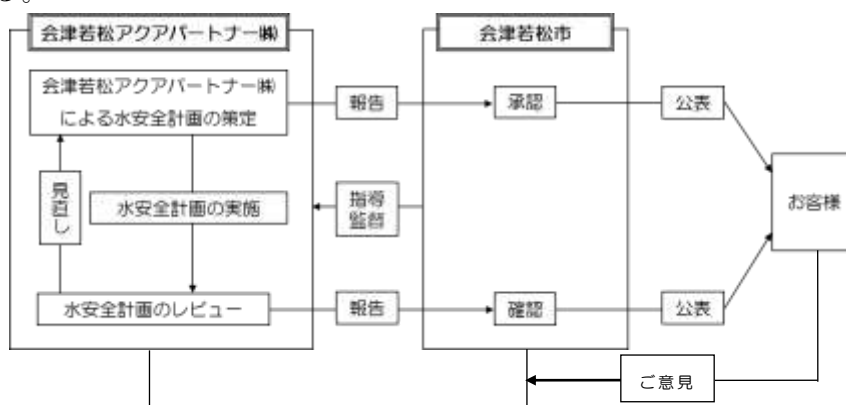 る。
会津若松アクアパートナー㈱
会津若松市
会津若松アクアパートナー㈱
による水安全計画の策定
報告
承認
公表
見直し
水安全計画の実施
指導
監督
お客様
水安全計画のレビュー
報告
確認
公表
ご意見